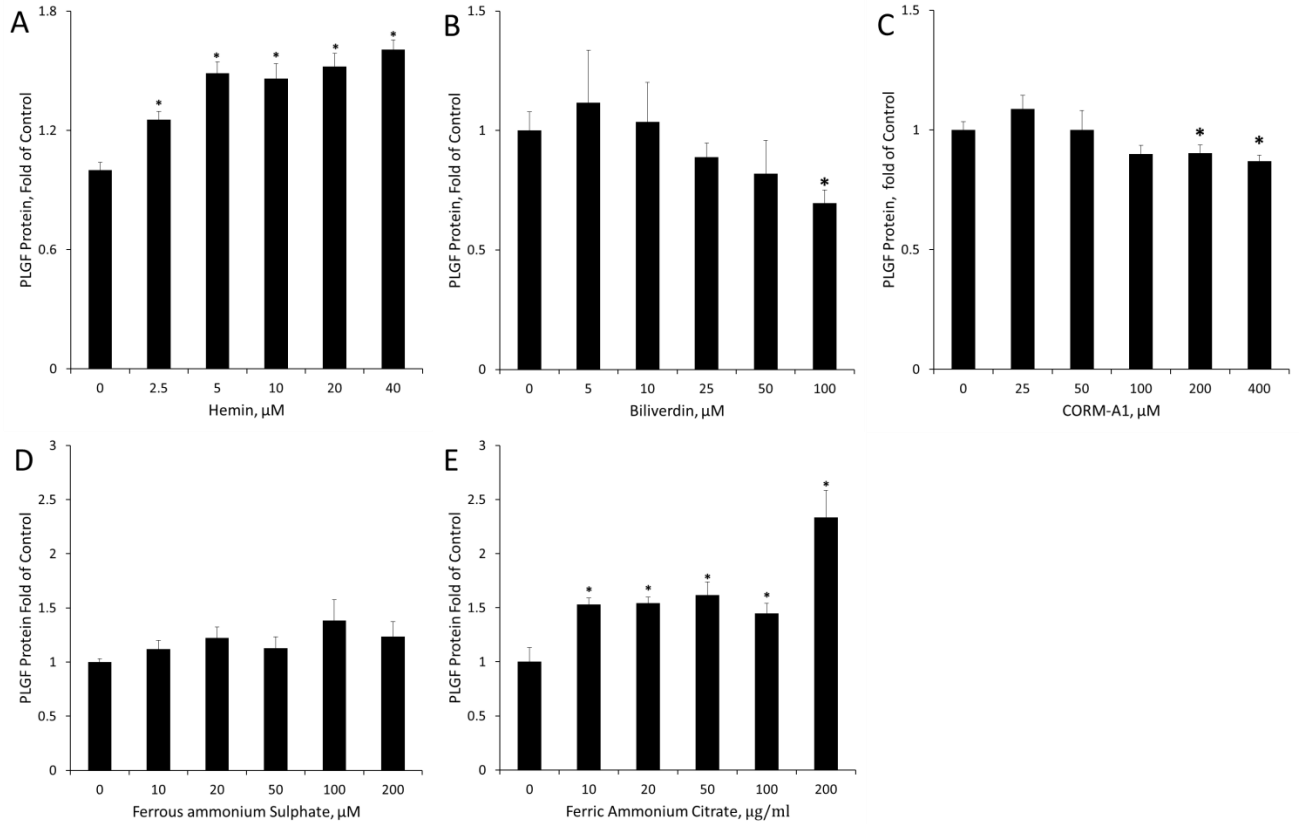 A
PLGF Protein, Fold of Control
1.8
1.2
0.6
0
*
*
*
*
*
0 2.5 5 10 20 40
Hemin, μM
B
PLGF Protein, Fold of Control
1.5
1
0.5
0
*
0 5 10 25 50 100
Biliverdin, μM
C
PLGF Protein, fold of Control
1.5
1
0.5
0
*
*
0 25 50 100 200 400
CORM-A1, μM
D
PLGF Protein Fold of Control
3
2.5
2
1.5
1
0.5
0
0 10 20 50 100 200
Ferrous ammonium Sulphate, μM
E
PLGF Protein Fold of Control
3
2.5
2
1.5
1
0.5
0
*
*
*
*
*
0 10 20 50 100 200
Ferric Ammonium Citrate, μg/ml